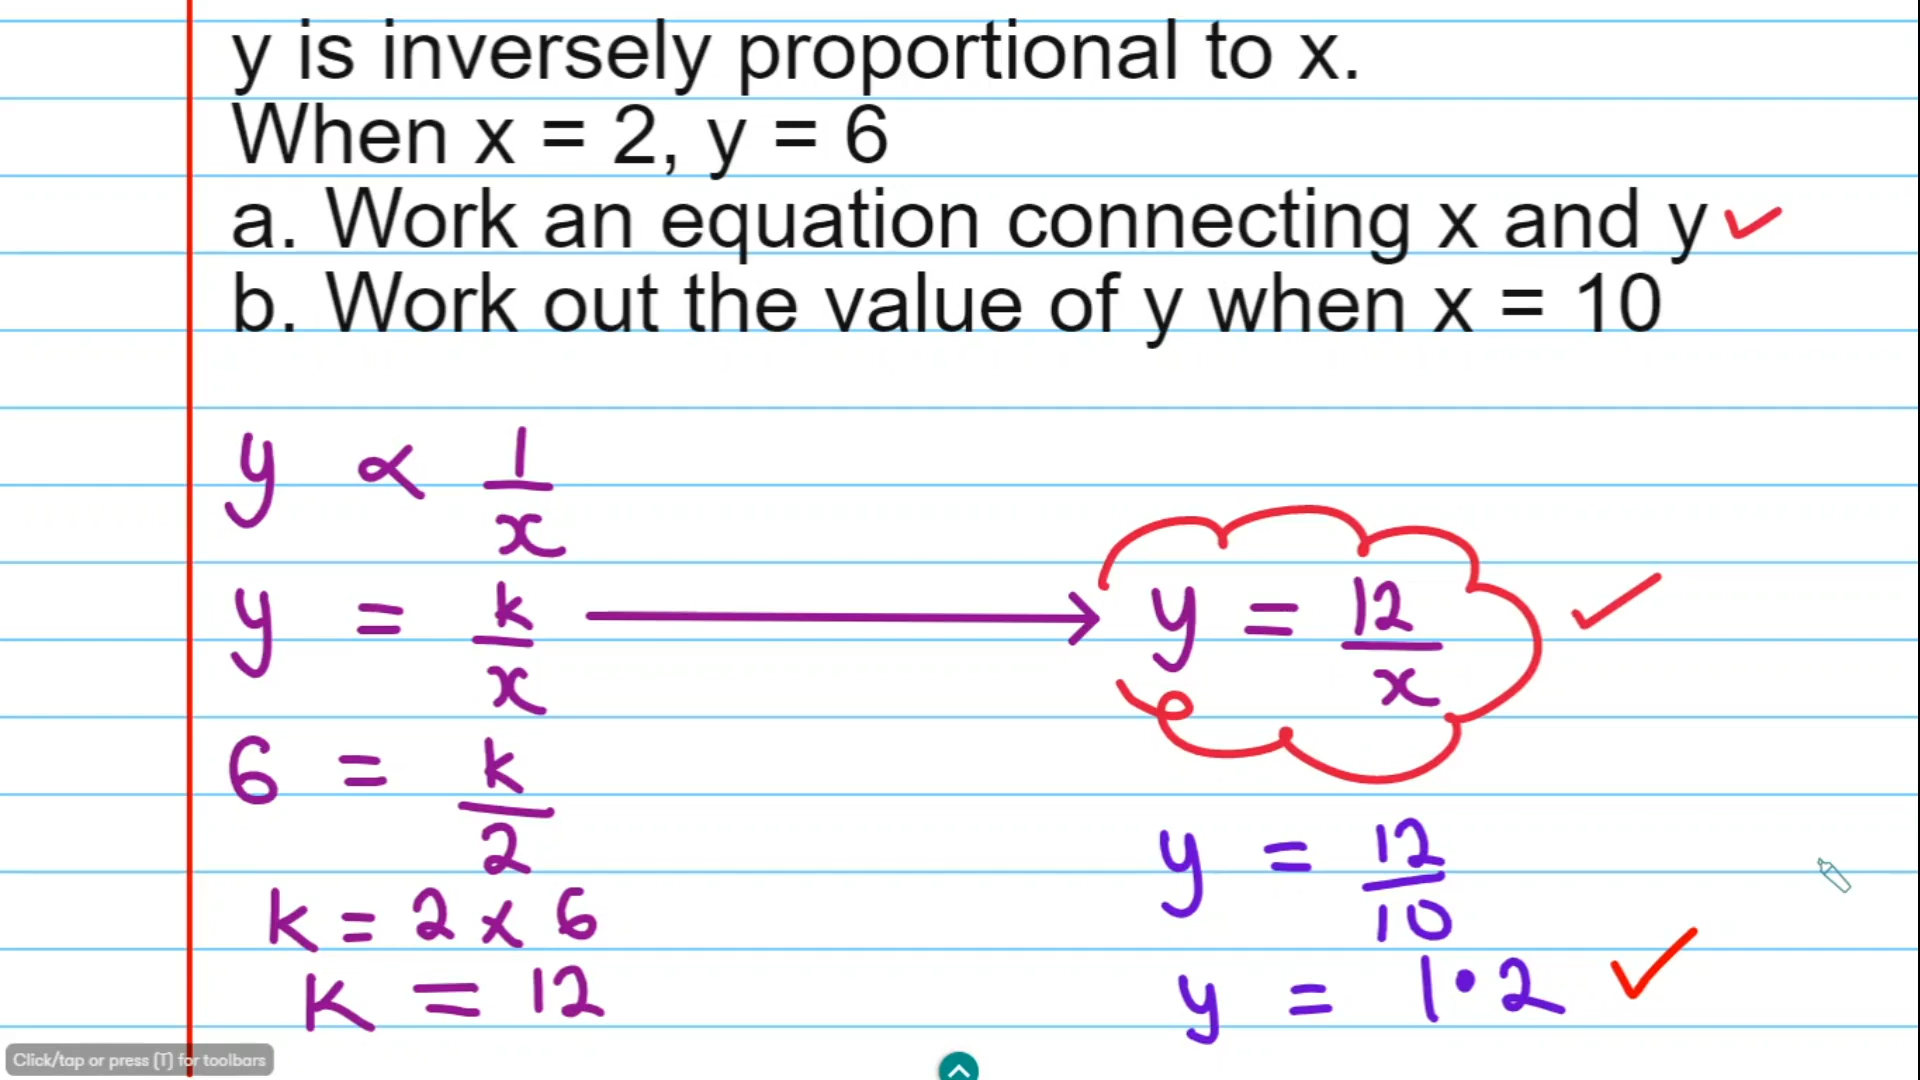 y is inversely proportional to x.
When x = 2, y = 6
a. Work an equation connecting x and y
b. Work out the value of y when x = 10
y ∝ 1/x
y = k/x
6 = k/2
k = 2 x 6
k = 12
y = 12/x
y = 12/10
y = 1·2
Click/tap or press (T) for toolbars